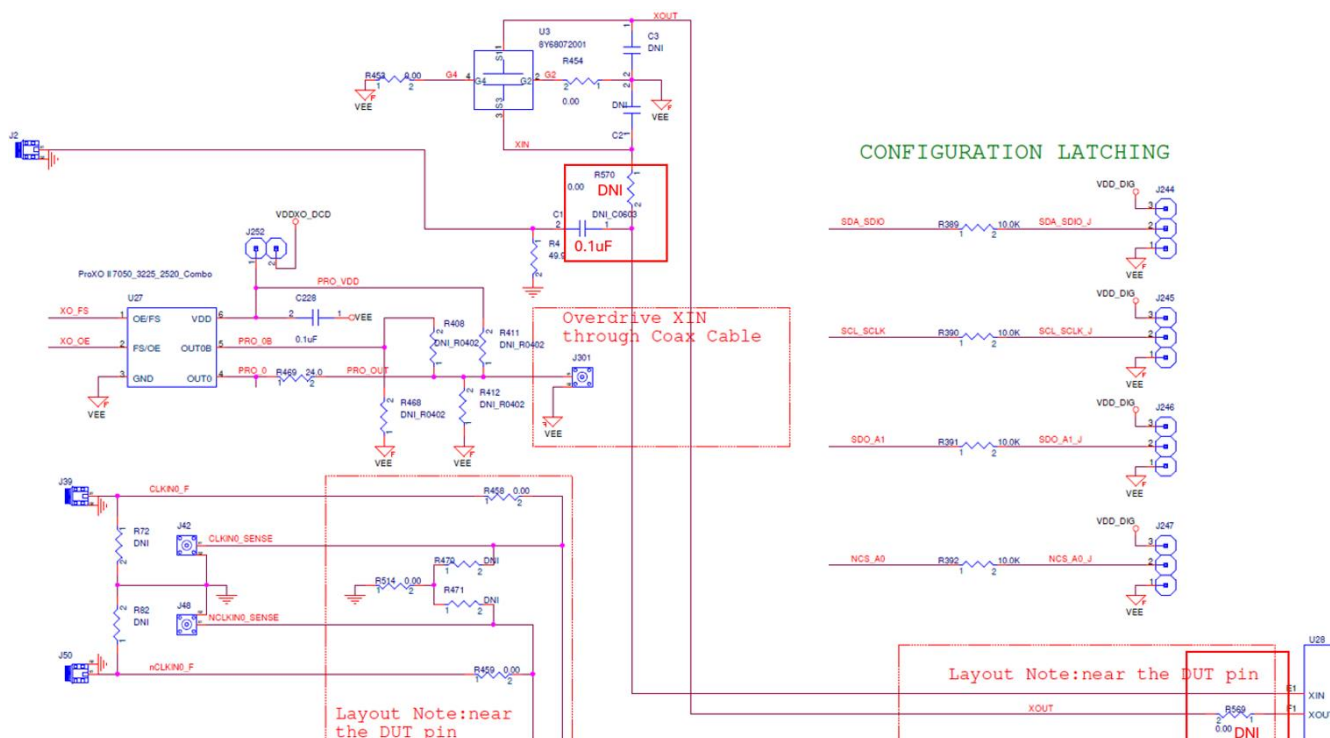 XOUT
U3
8Y68072001
C3
DNI
R453 0.00
G4
G4
S1
G2
G2
R454
0.00
S3
VEE
VEE
DNI
C2
XIN
J2
R570
0.00
DNI
C1
DNI_C0603
0.1uF
R4
49.9
CONFIGURATION LATCHING
VDD_DIG
J244
SDA_SDIO
R389
10.0K
SDA_SDIO_J
VEE
VDD_DIG
J245
SCL_SCLK
R390
10.0K
SCL_SCLK_J
VEE
VDD_DIG
J246
SDO_A1
R391
10.0K
SDO_A1_J
VEE
VDD_DIG
J247
NCS_A0
R392
10.0K
NCS_A0_J
VEE
VDDXO_DCD
J252
ProXO II 7050_3225_2520_Combo
U27
PRO_VDD
C228
0.1uF
VEE
XO_FS
1 OE/FS VDD 6
XO_OE
2 FS/OE OUT0B 5
PRO_0B
3 GND OUT0 4
PRO_0
R469 24.0
PRO_OUT
VEE
R408
DNI_R0402
R411
DNI_R0402
R468
DNI_R0402
R412
DNI_R0402
VEE
VEE
Overdrive XIN
through Coax Cable
J301
VEE
J39
CLKIN0_F
R458 0.00
R72
DNI
J42
CLKIN0_SENSE
R470
DNI
R514 0.00
R471
DNI
R82
DNI
J48
NCLKIN0_SENSE
J50
nCLKIN0_F
R459 0.00
Layout Note:near
the DUT pin
Layout Note:near the DUT pin
U28
E1
XIN
XOUT
R569
0.00
DNI
F1
XOUT